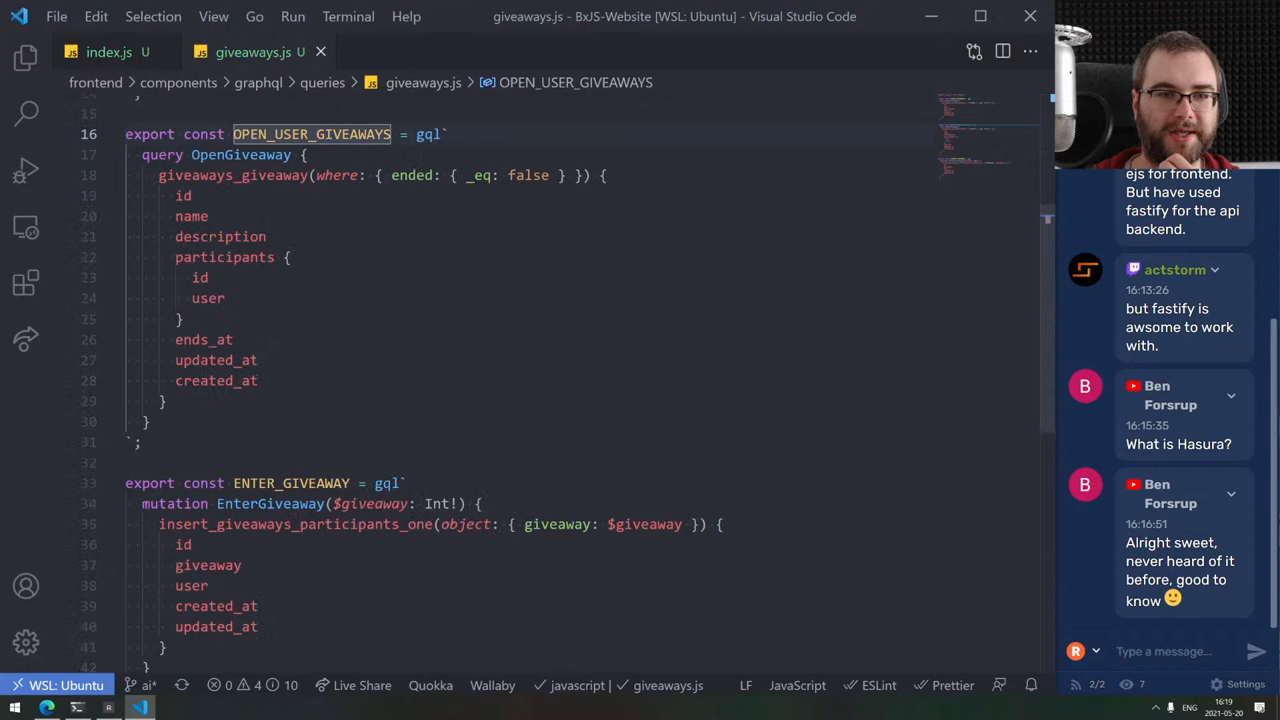 File Edit Selection View Go Run Terminal Help
giveaways.js - BxJS-Website [WSL: Ubuntu] - Visual Studio Code
JS index.js U
JS giveaways.js U
frontend > components > graphql > queries > JS giveaways.js > OPEN_USER_GIVEAWAYS
15
16 export const OPEN_USER_GIVEAWAYS = gql`
17 query OpenGiveaway {
18 giveaways_giveaway(where: { ended: { _eq: false } }) {
19 id
20 name
21 description
22 participants {
23 id
24 user
25 }
26 ends_at
27 updated_at
28 created_at
29 }
30 }
31 `;
32
33 export const ENTER_GIVEAWAY = gql`
34 mutation EnterGiveaway($giveaway: Int!) {
35 insert_giveaways_participants_one(object: { giveaway: $giveaway }) {
36 id
37 giveaway
38 user
39 created_at
40 updated_at
41 }
42 }
WSL: Ubuntu ai* 0 4 10 Live Share Quokka Wallaby javascript | giveaways.js LF JavaScript ESLint Prettier
ejs for frontend.
But have used
fastify for the api
backend.
actstorm
16:13:26
but fastify is
awsome to work
with.
B Ben
Forsrup
16:15:35
What is Hasura?
B Ben
Forsrup
16:16:51
Alright sweet,
never heard of it
before, good to
know 🙂
R Type a message...
2/2 7 Settings
ENG 16:19
2021-05-20